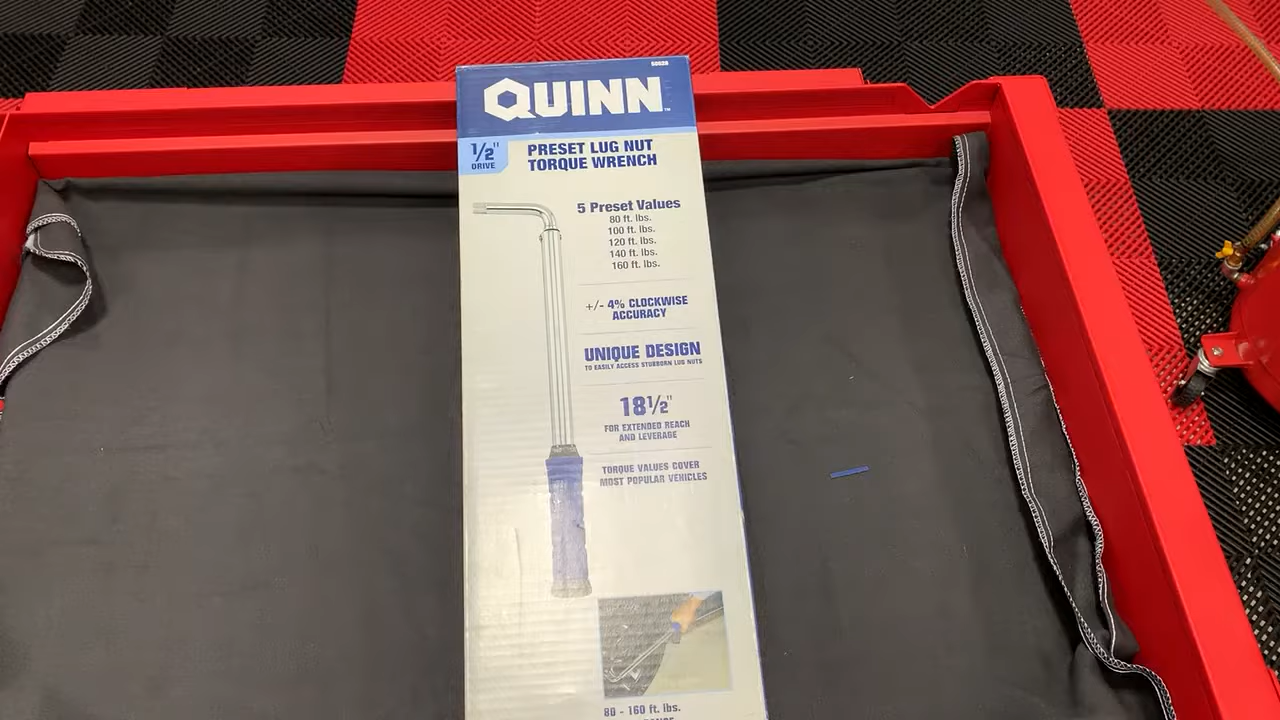 50528
QUINN™
1/2"
DRIVE
PRESET LUG NUT
TORQUE WRENCH
5 Preset Values
80 ft. lbs.
100 ft. lbs.
120 ft. lbs.
140 ft. lbs.
160 ft. lbs.
+/- 4% CLOCKWISE
ACCURACY
UNIQUE DESIGN
TO EASILY ACCESS STUBBORN LUG NUTS
18 1/2"
FOR EXTENDED REACH
AND LEVERAGE
TORQUE VALUES COVER
MOST POPULAR VEHICLES
80 - 160 ft. lbs.